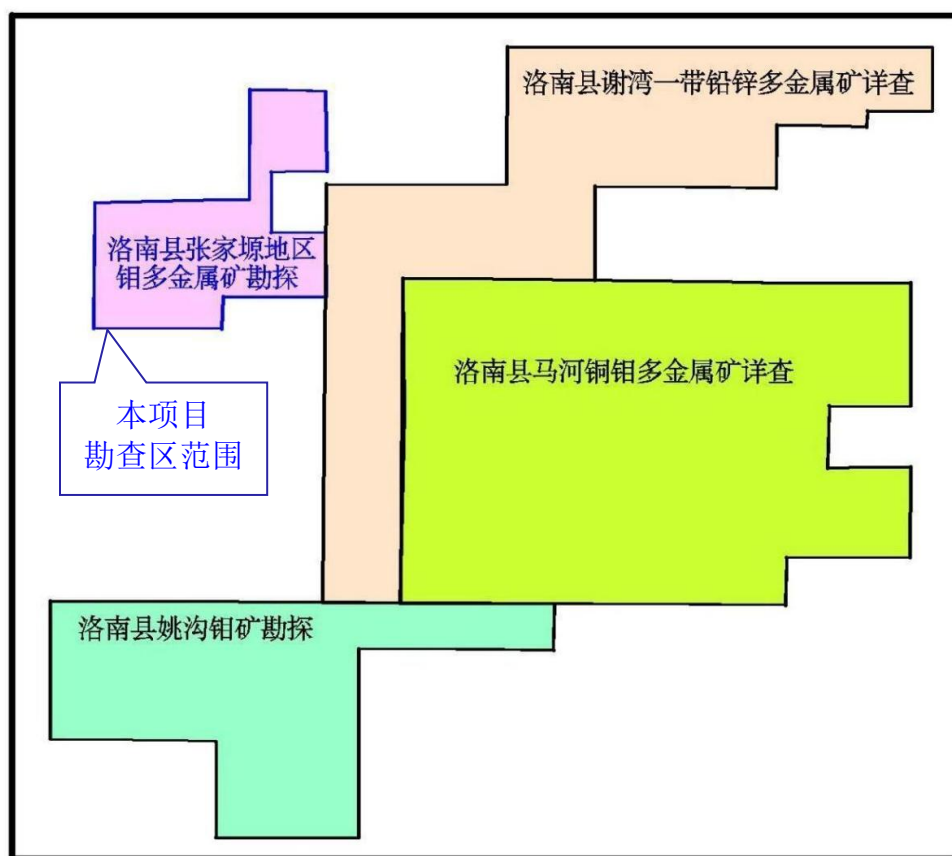 洛南县谢湾一带铅锌多金属矿详查
洛南县张家塬地区
钼多金属矿勘探
洛南县马河铜钼多金属矿详查
本项目
勘查区范围
洛南县姚沟钼矿勘探